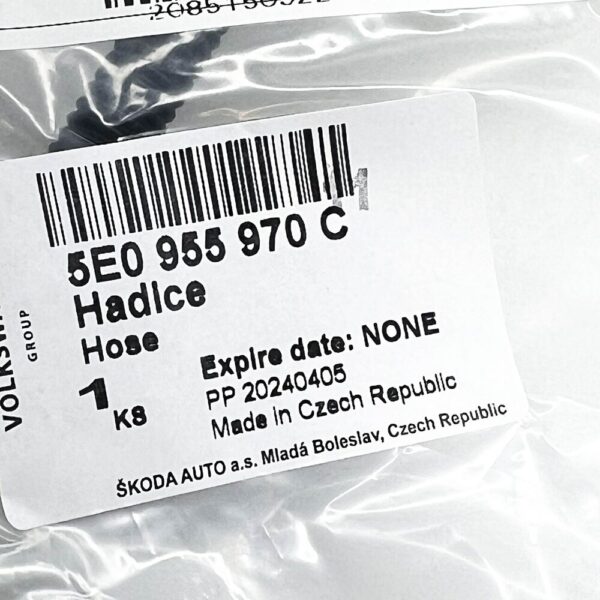 5E0 955 970 C
Hadice
Hose
1 KS
Expire date: NONE
PP 20240405
Made in Czech Republic
ŠKODA AUTO a.s. Mladá Boleslav, Czech Republic
GROUP